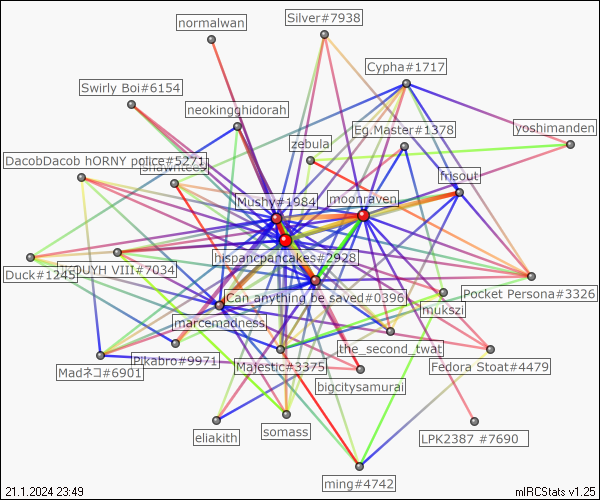 normalwan
Silver#7938
Cypha#1717
Swirly Boi#6154
neokingghidorah
Eg.Master#1378
yoshimanden
zebula
DacobDacob hORNY police#5271
frisout
Mushy#1984
moonraven
hispancpancakes#2928
Duck#1245
OUYH VIII#7034
Can anything be saved#0396
Pocket Persona#3326
mukszi
marcemadness
the_second_twat
Pikabro#9971
Majestic#3375
Fedora Stoat#4479
Madネコ#6901
bigcitysamurai
eliakith
somass
LPK2387 #7690
ming#4742
21.1.2024 23:49
mIRCStats v1.25